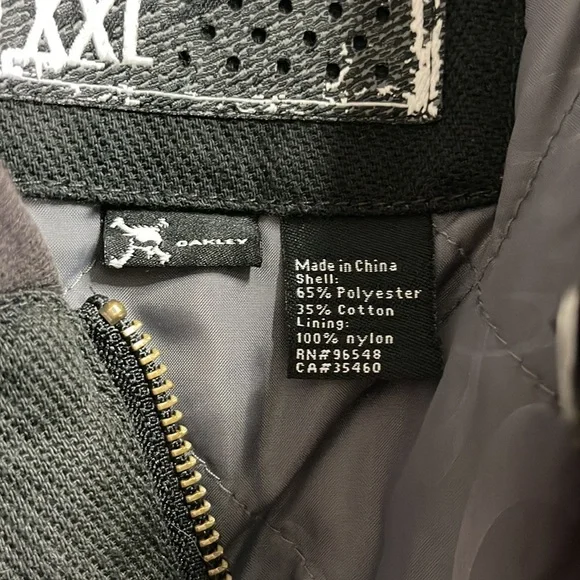 XXL
OAKLEY
Made in China
Shell:
65% Polyester
35% Cotton
Lining:
100% nylon
RN#96548
CA#35460